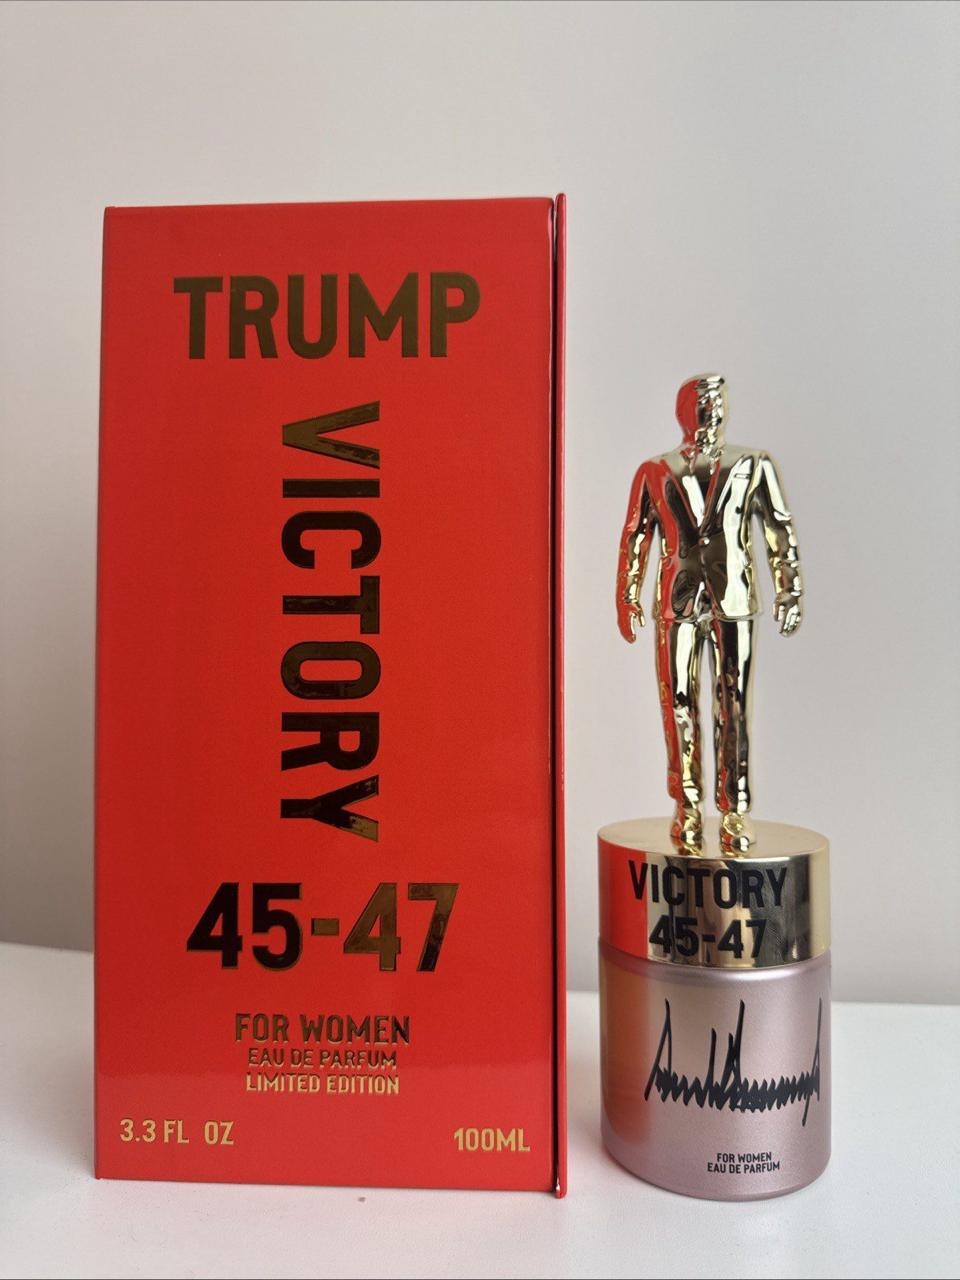 TRUMP
VICTORY
45-47
FOR WOMEN
EAU DE PARFUM
LIMITED EDITION
3.3 FL OZ
100ML
VICTORY
45-47
FOR WOMEN
EAU DE PARFUM